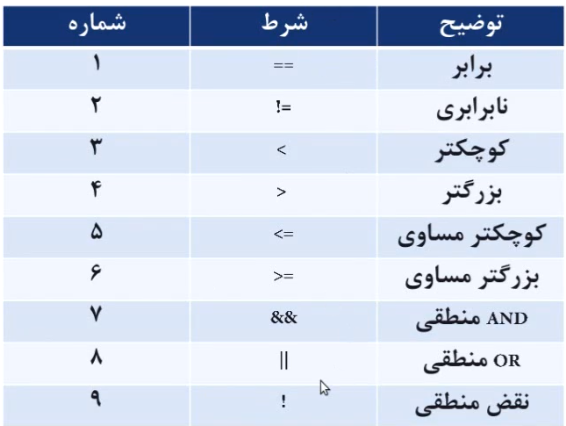 توضیح شرط شماره
برابر == ۱
نابرابری != ۲
کوچکتر < ۳
بزرگتر > ۴
کوچکتر مساوی <= ۵
بزرگتر مساوی >= ۶
AND منطقی && ۷
OR منطقی || ۸
نقض منطقی ! ۹